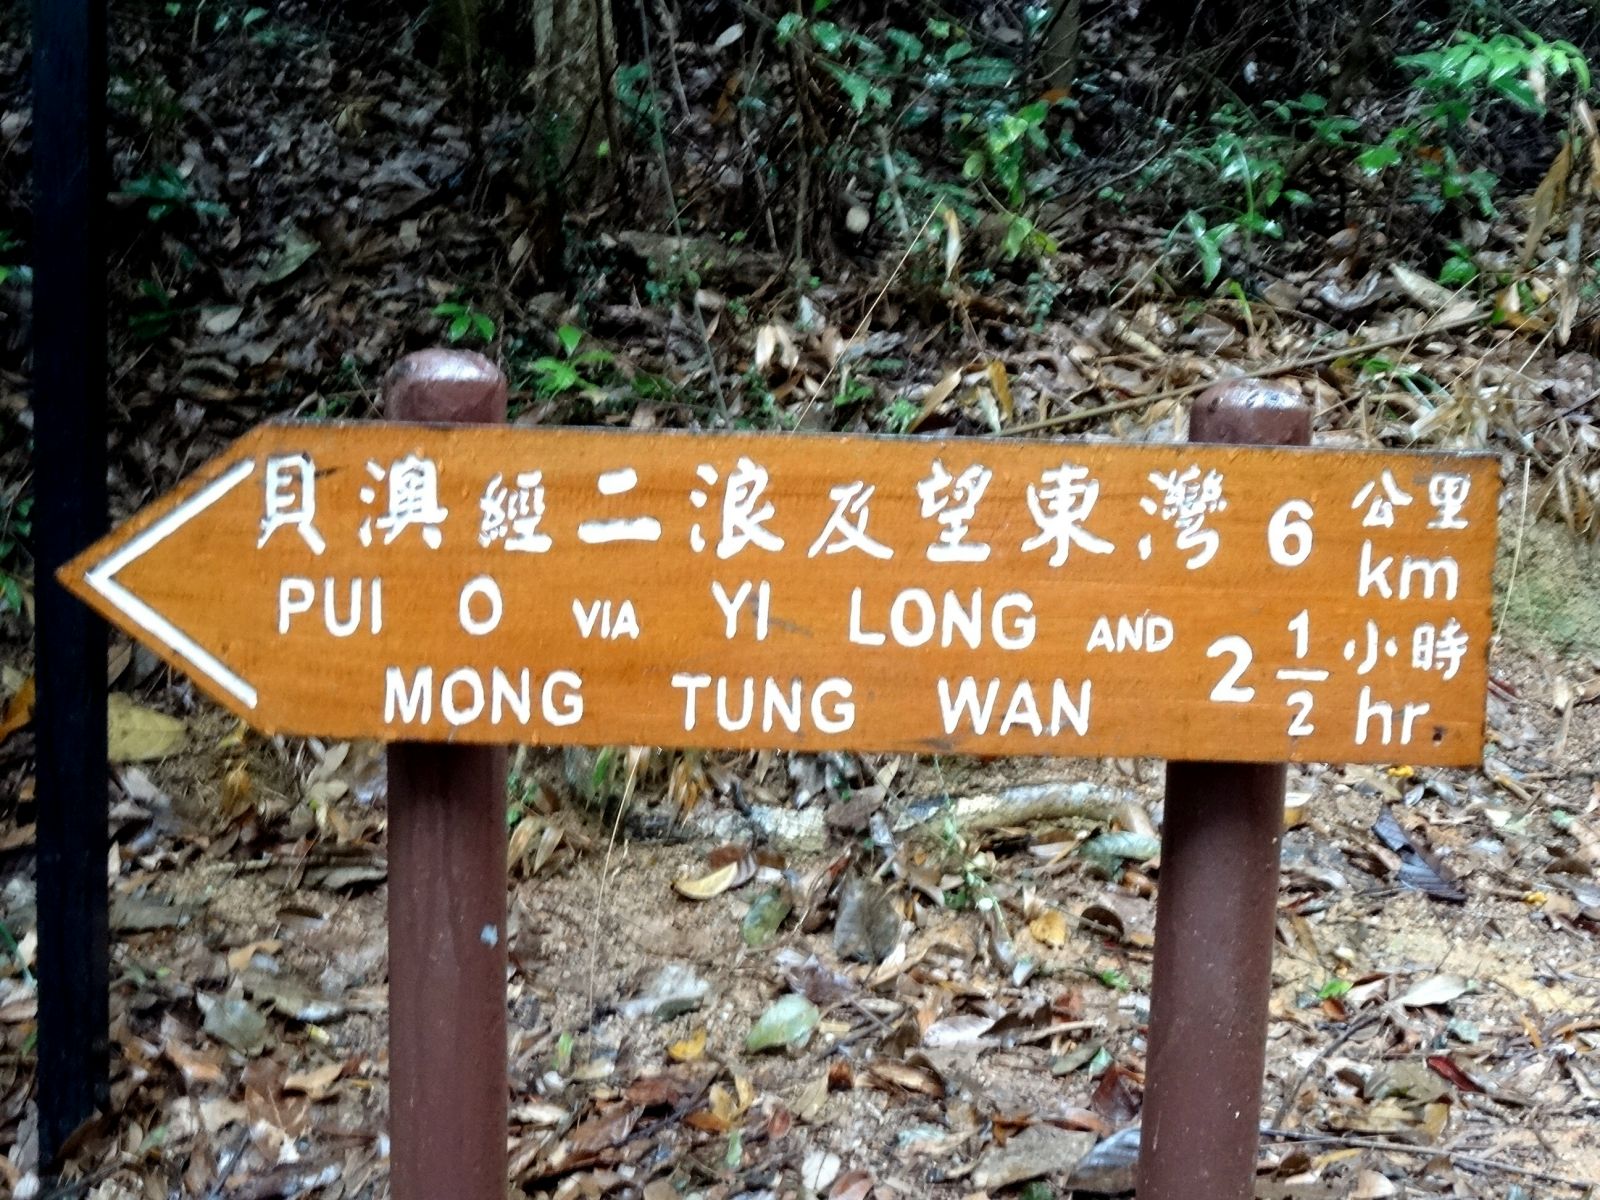 貝澳經二浪及望東灣 6 公里
km
PUI O VIA YI LONG AND
MONG TUNG WAN
2 1/2 小時
hr